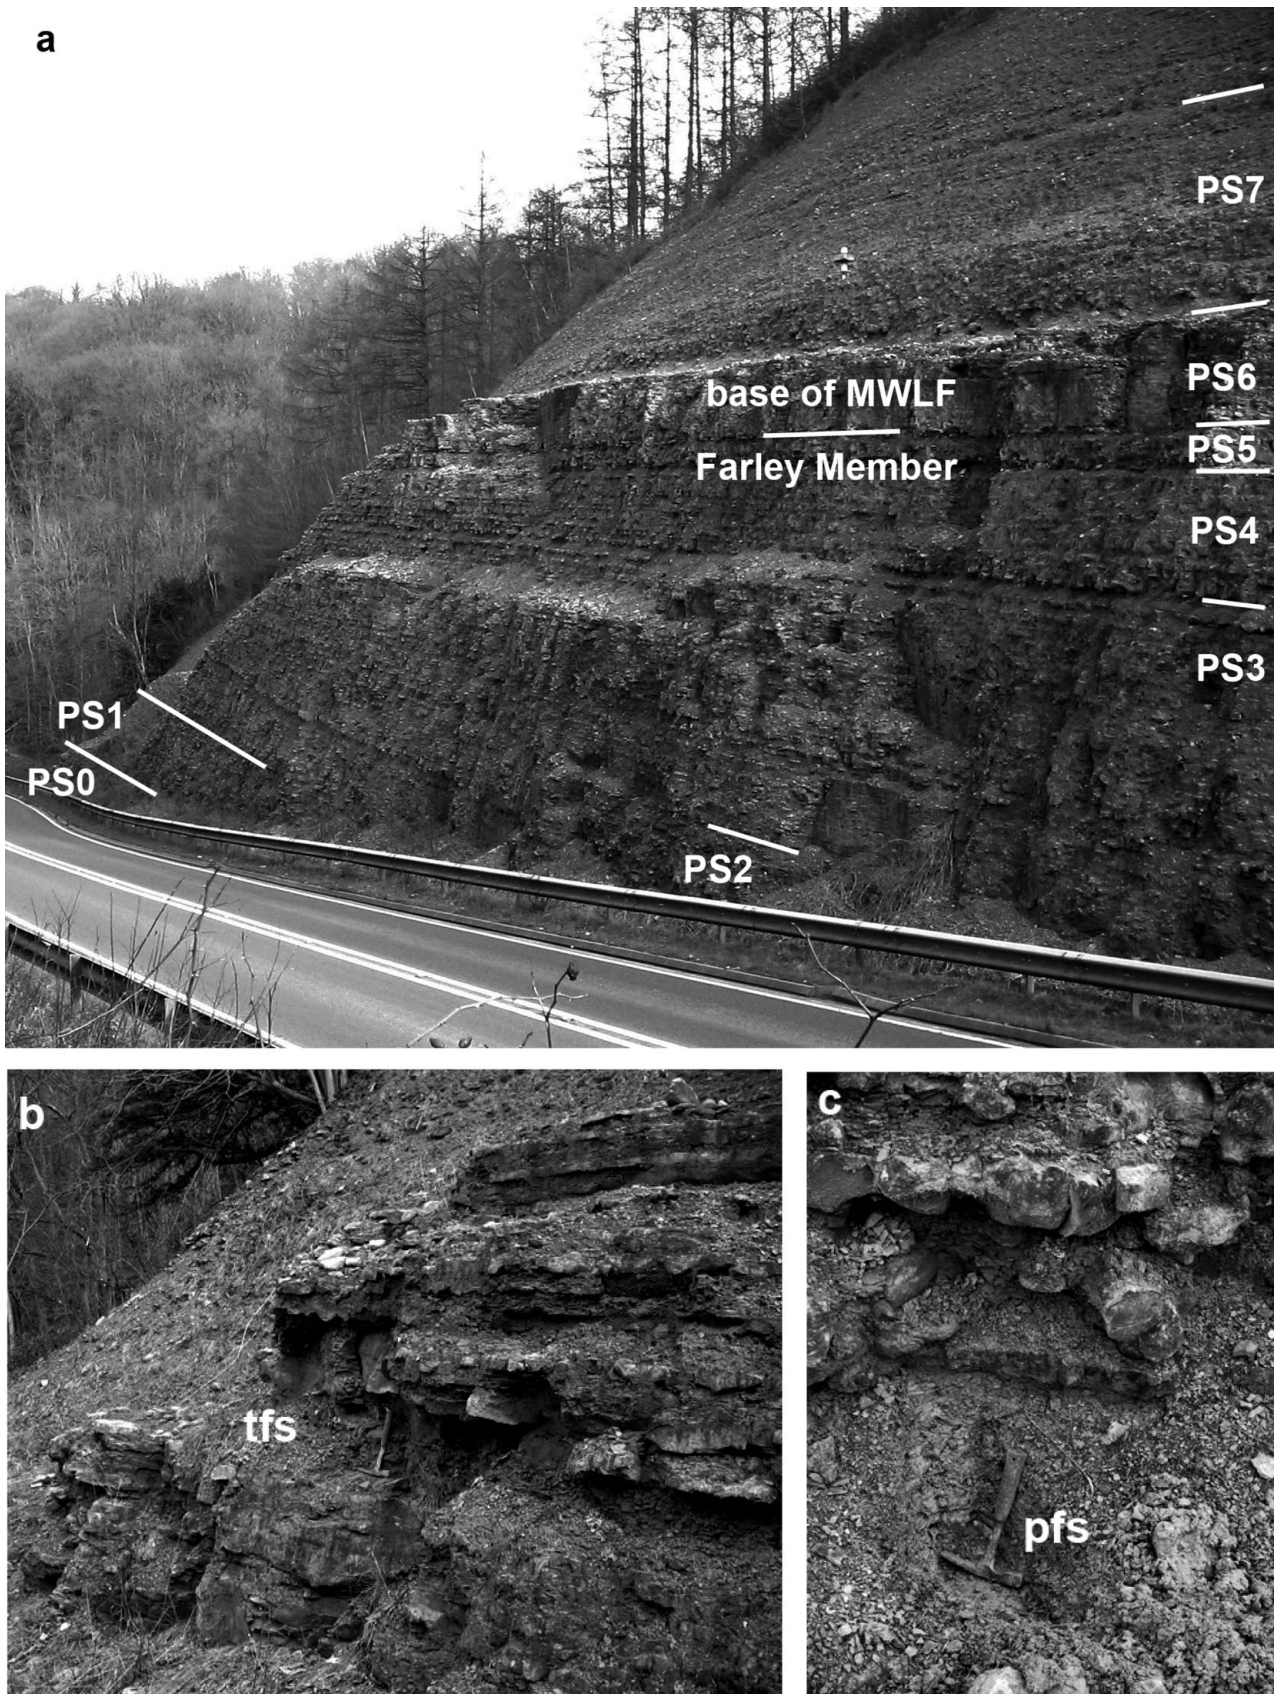 a
PS7
PS6
base of MWLF
PS5
Farley Member
PS4
PS3
PS1
PS0
PS2
b
tfs
c
pfs